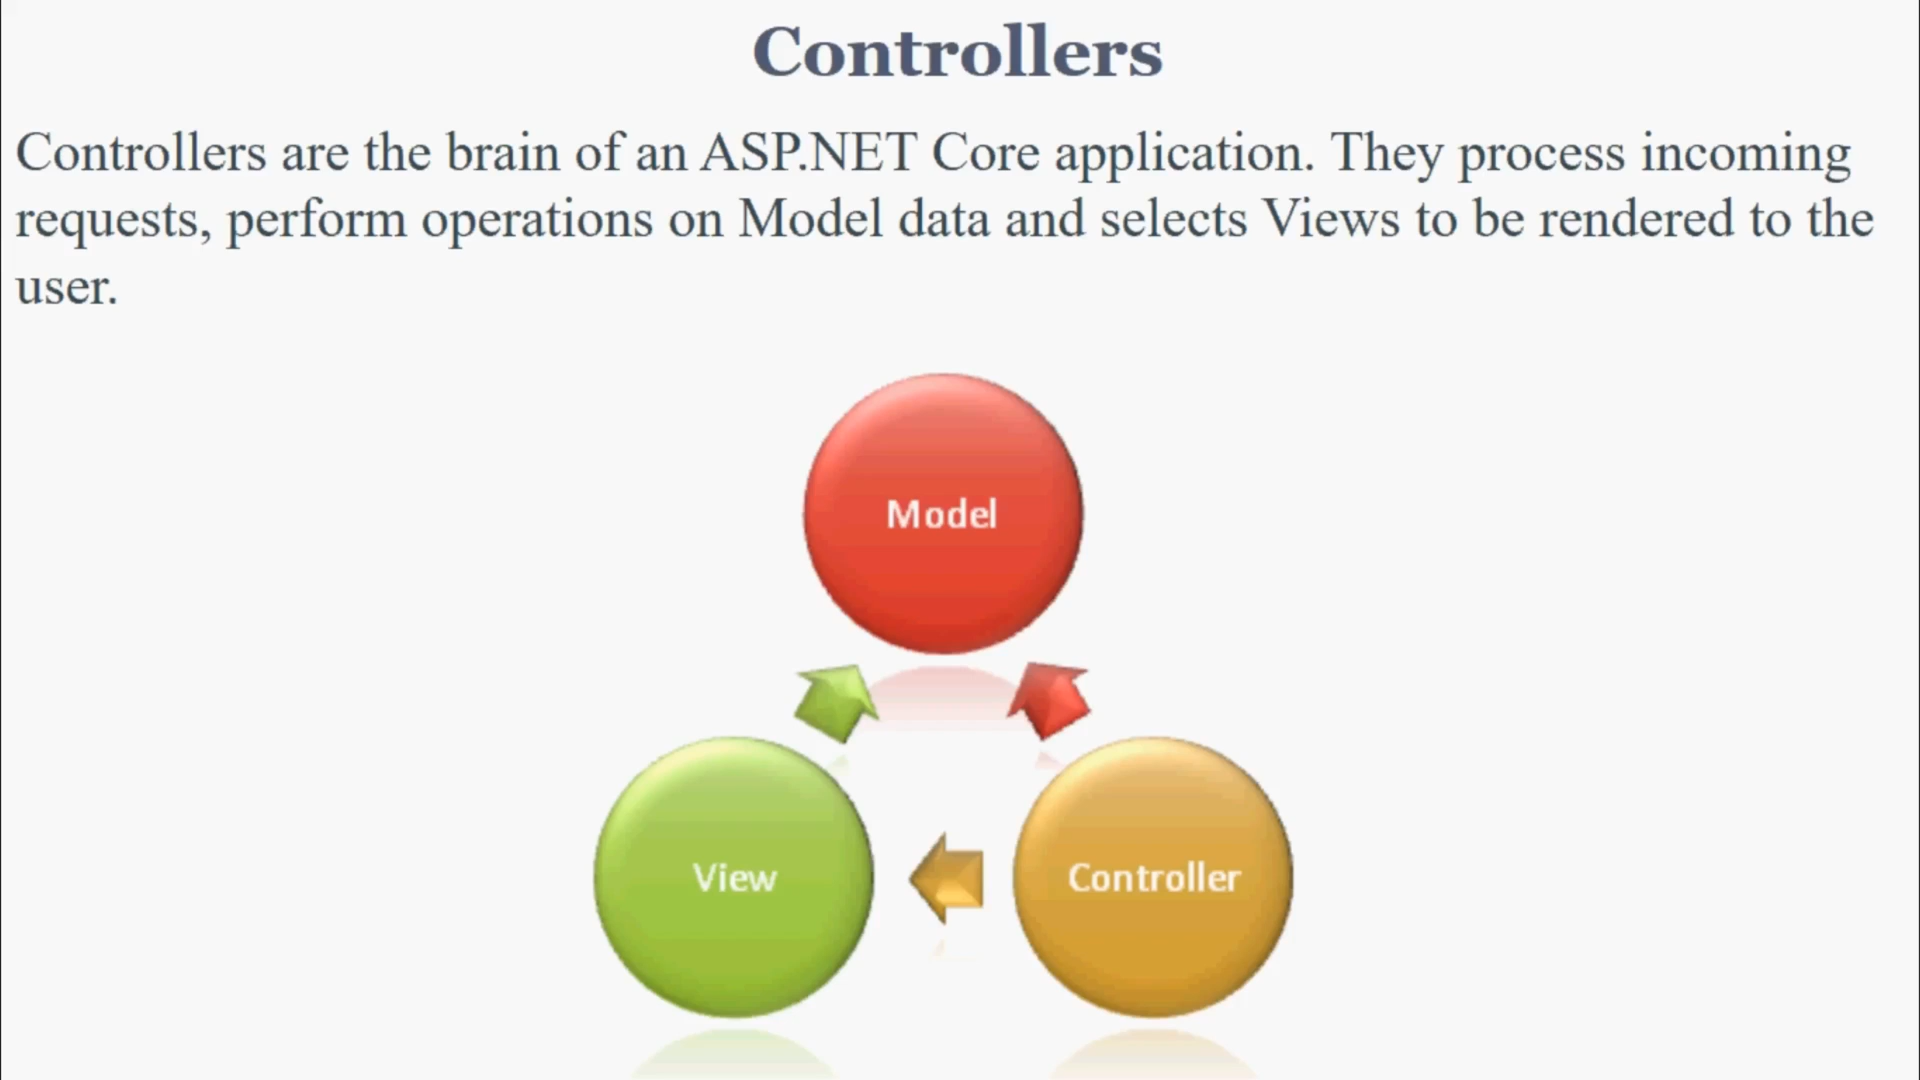 Controllers
Controllers are the brain of an ASP.NET Core application. They process incoming
requests, perform operations on Model data and selects Views to be rendered to the
user.
Model
View
Controller